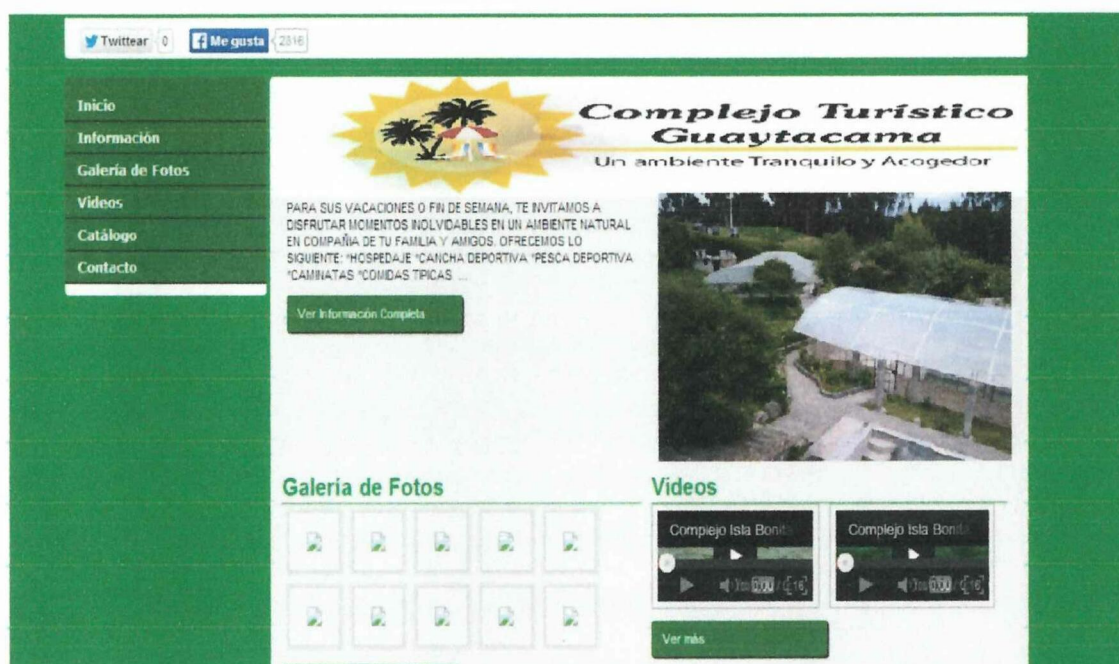 Twittear 0 Me gusta
Inicio
Información
Galería de Fotos
Videos
Catálogo
Contacto
Complejo Turístico
Guaytacama
Un ambiente Tranquilo y Acogedor
PARA SUS VACACIONES O FIN DE SEMANA, TE INVITAMOS A
DISFRUTAR MOMENTOS INOLVIDABLES EN UN AMBIENTE NATURAL
EN COMPAÑIA DE TU FAMILIA Y AMIGOS. OFRECEMOS LO
SIGUIENTE: *HOSPEDAJE *CANCHA DEPORTIVA *PESCA DEPORTIVA
*CAMINATAS *COMIDAS TIPICAS ...
Ver Información Completa
Galería de Fotos
Videos
Complejo Isla Bonita
Complejo Isla Bonita
Ver más